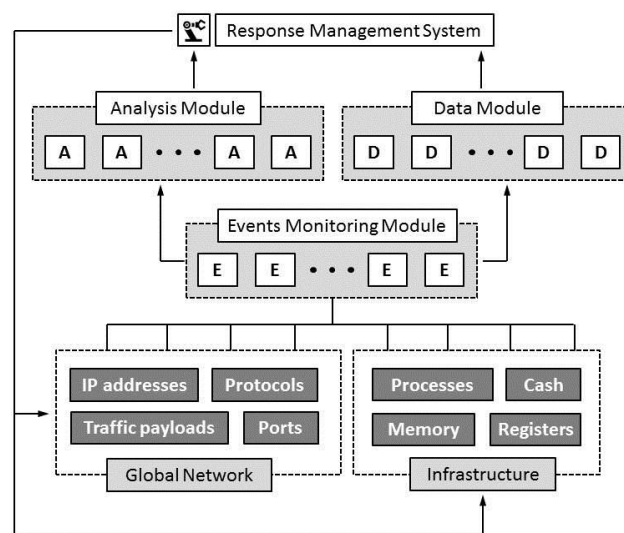 Response Management System
Analysis Module
Data Module
A A • • • A A
D D • • • D D
Events Monitoring Module
E E • • • E E
IP addresses
Protocols
Processes
Cash
Traffic payloads
Ports
Memory
Registers
Global Network
Infrastructure